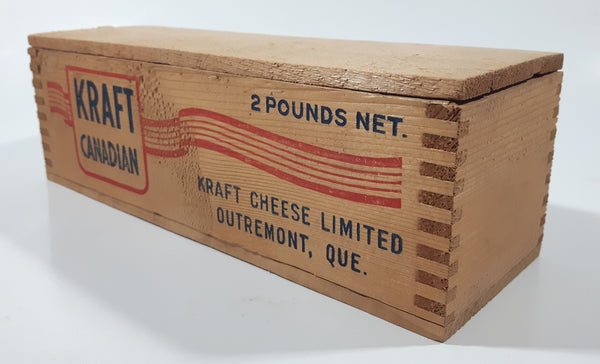 KRAFT
CANADIAN
2 POUNDS NET.
KRAFT CHEESE LIMITED
OUTREMONT, QUE.